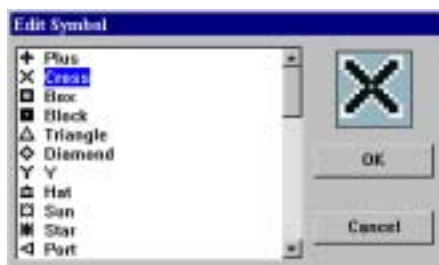 Edit Symbol
Plus
Cross
Box
Block
Triangle
Diamond
Y
Hat
Sun
Star
Port
OK
Cancel